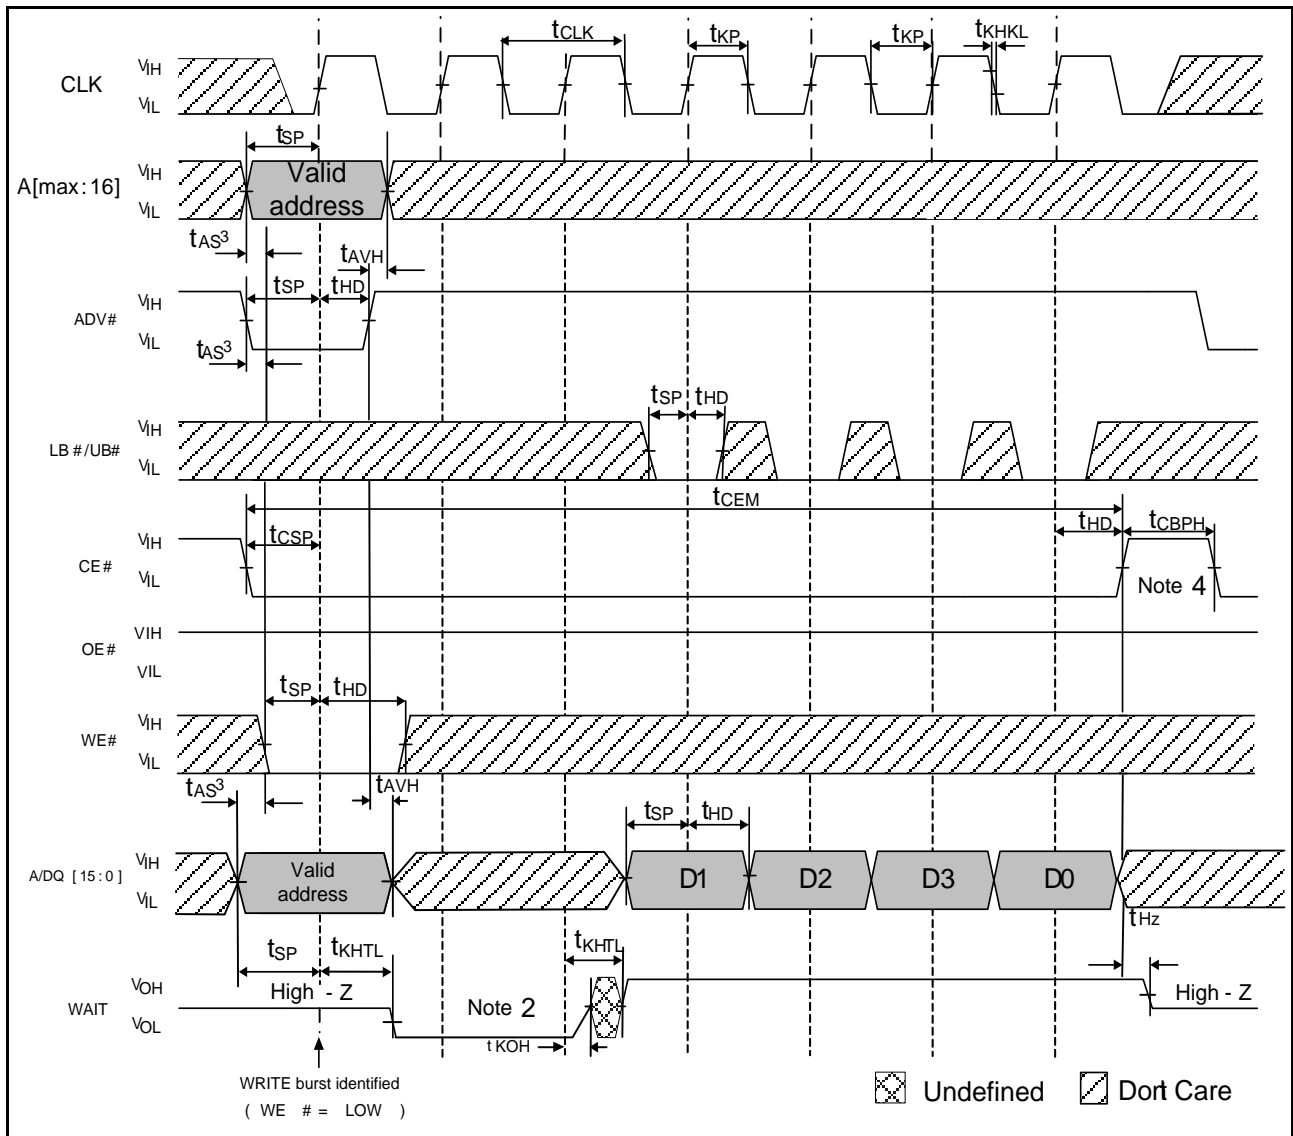 tCLK tKP tKP tKHKL
CLK VIH
VIL
tSP
A[max:16] VIH Valid
VIL address
tAS3 tAVH
tSP tHD
VIH
ADV#
VIL
tAS3
tSP tHD
VIH
LB #/UB#
VIL
tCEM
tCSP tHD tCBPH
VIH
CE#
VIL Note 4
VIH
OE#
VIL
tSP tHD
VIH
WE#
VIL
tAS3 tAVH
tSP tHD
VIH
A/DQ [15:0] Valid address D1 D2 D3 D0
VIL
tHz
tSP tKHTL tKHTL
VOH High - Z
WAIT Note 2 High - Z
VOL
tKOH
WRITE burst identified
( WE # = LOW )
Undefined Dort Care